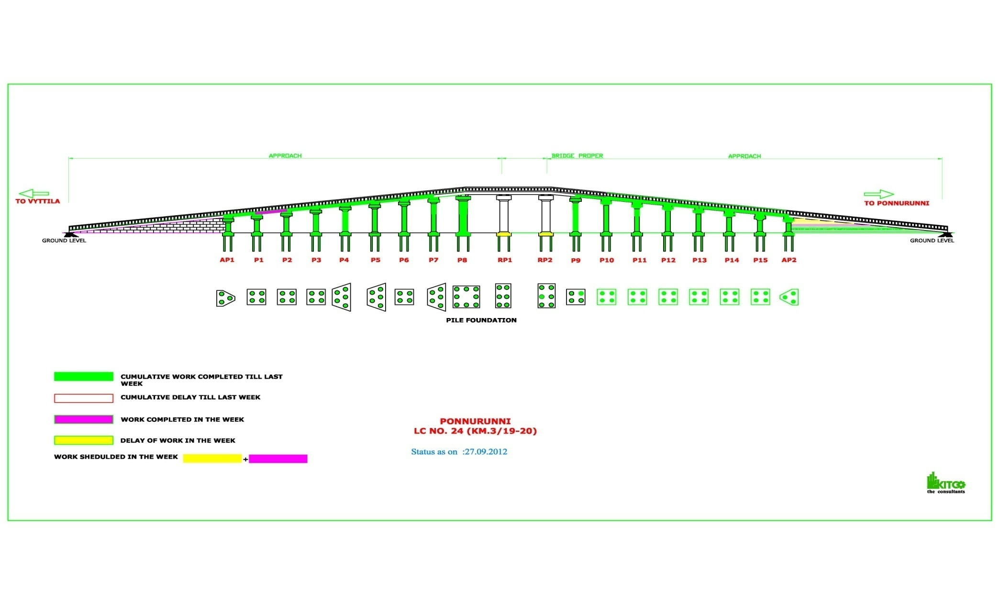 APPROACH
BRIDGE PROPER
APPROACH
TO VYTTILA
TO PONNURUNNI
GROUND LEVEL
GROUND LEVEL
AP1 P1 P2 P3 P4 P5 P6 P7 P8 RP1 RP2 P9 P10 P11 P12 P13 P14 P15 AP2
PILE FOUNDATION
CUMULATIVE WORK COMPLETED TILL LAST
WEEK
CUMULATIVE DELAY TILL LAST WEEK
WORK COMPLETED IN THE WEEK
DELAY OF WORK IN THE WEEK
WORK SHEDULDED IN THE WEEK +
PONNURUNNI
LC NO. 24 (KM.3/19-20)
Status as on :27.09.2012
KITCO
the consultants